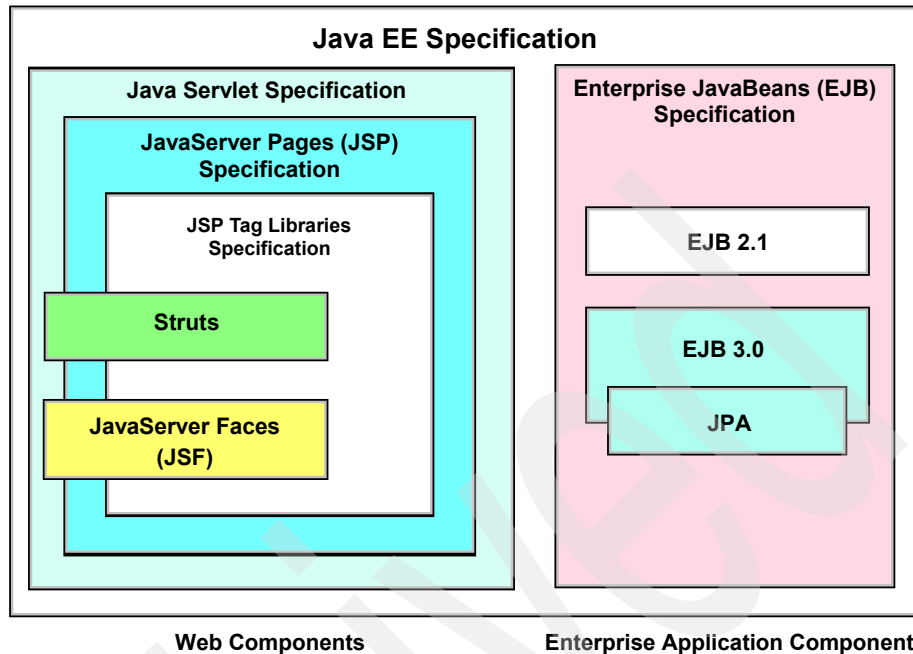 Java EE Specification
Java Servlet Specification
JavaServer Pages (JSP)
Specification
JSP Tag Libraries
Specification
Struts
JavaServer Faces
(JSF)
Enterprise JavaBeans (EJB)
Specification
EJB 2.1
EJB 3.0
JPA
Web Components
Enterprise Application Component